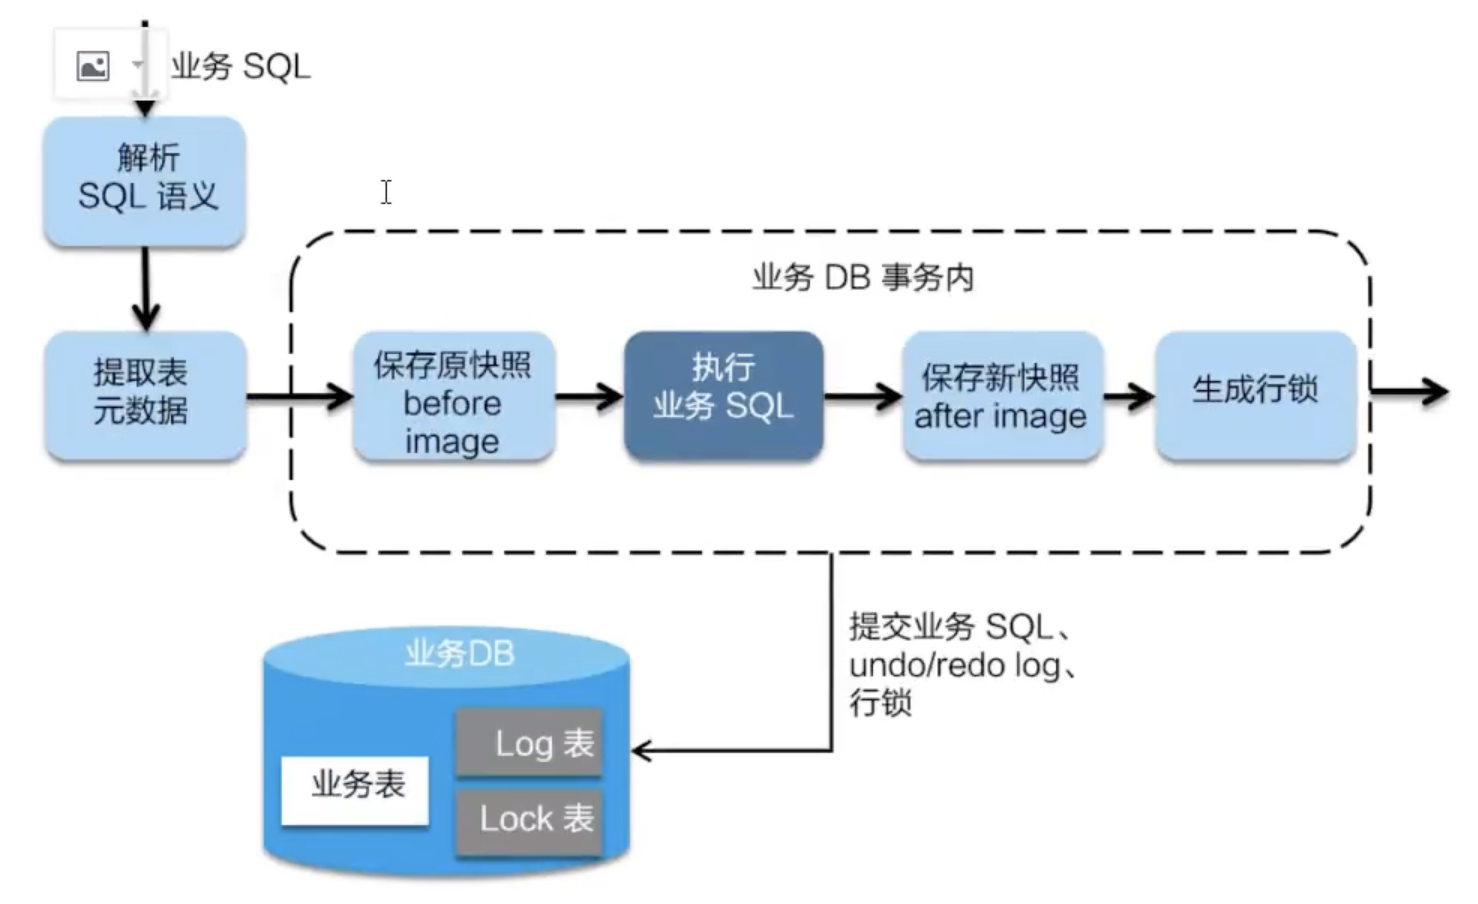 业务 SQL
解析
SQL 语义
业务 DB 事务内
提取表
元数据
保存原快照
before
image
执行
业务 SQL
保存新快照
after image
生成行锁
提交业务 SQL、
undo/redo log、
行锁
业务DB
Log 表
业务表
Lock 表